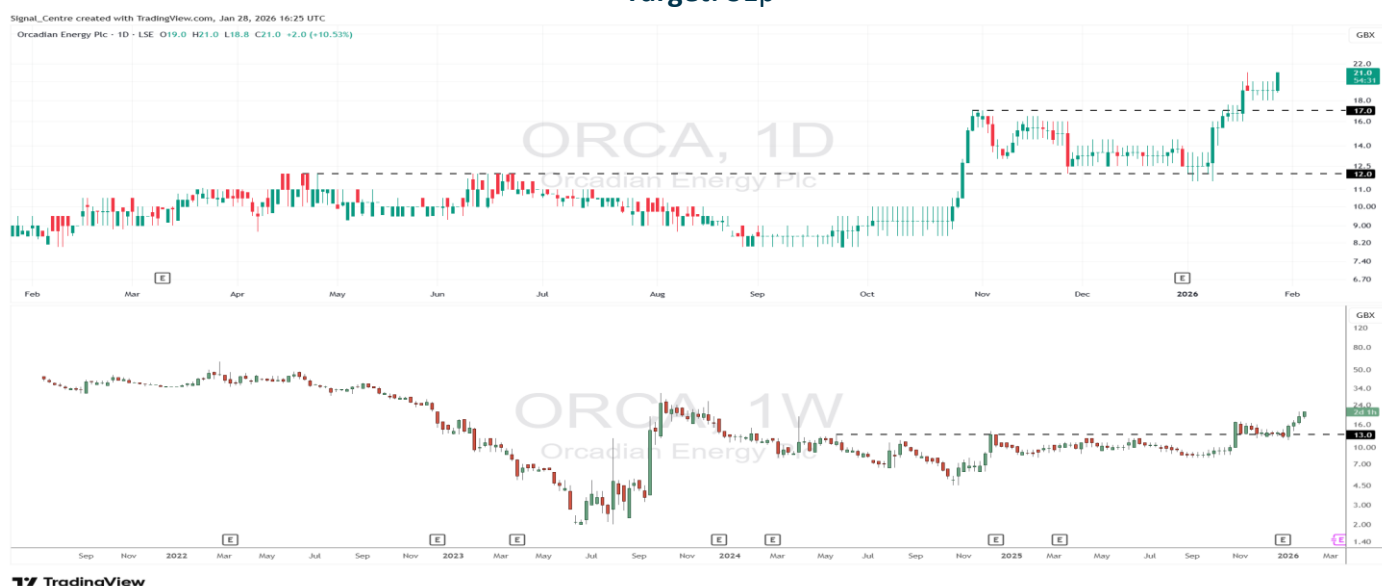 Signal_Centre created with TradingView.com, Jan 28, 2026 16:25 UTC
Orcadian Energy Plc · 1D · LSE O19.0 H21.0 L18.8 C21.0 +2.0 (+10.53%)
GBX
22.0
21.0
54:31
18.0
17.0
16.0
14.0
12.5
12.0
11.0
10.00
9.00
8.20
7.40
6.70
ORCA, 1D
Orcadian Energy Plc
E E
Feb Mar Apr May Jun Jul Aug Sep Oct Nov Dec 2026 Feb
GBX
120
80.0
50.0
34.0
24.0
2d 1h
16.0
13.0
10.00
7.00
4.50
3.00
2.00
1.40
ORCA, 1W
Orcadian Energy Plc
E E E E E E E E E
Sep Nov 2022 Mar May Jul Sep Nov 2023 Mar May Jul Sep Nov 2024 Mar May Jul Sep Nov 2025 Mar May Jul Sep Nov 2026 Mar
TradingView